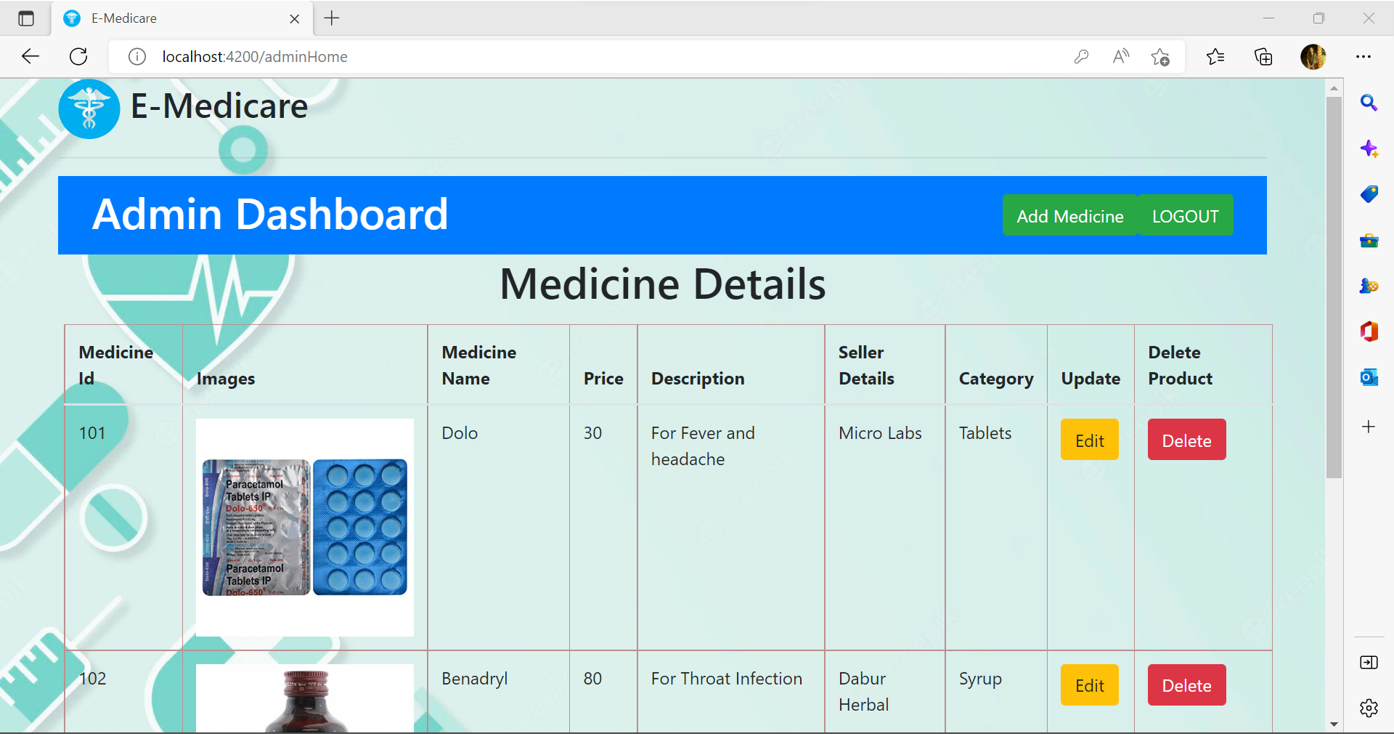 E-Medicare
localhost:4200/adminHome
E-Medicare
Admin Dashboard
Add Medicine LOGOUT
Medicine Details
Medicine Id Images Medicine Name Price Description Seller Details Category Update Delete Product
101 Dolo 30 For Fever and headache Micro Labs Tablets Edit Delete
Paracetamol
Tablets IP
Dolo-650
Paracetamol
Tablets IP
Dolo-650
102 Benadryl 80 For Throat Infection Dabur Herbal Syrup Edit Delete